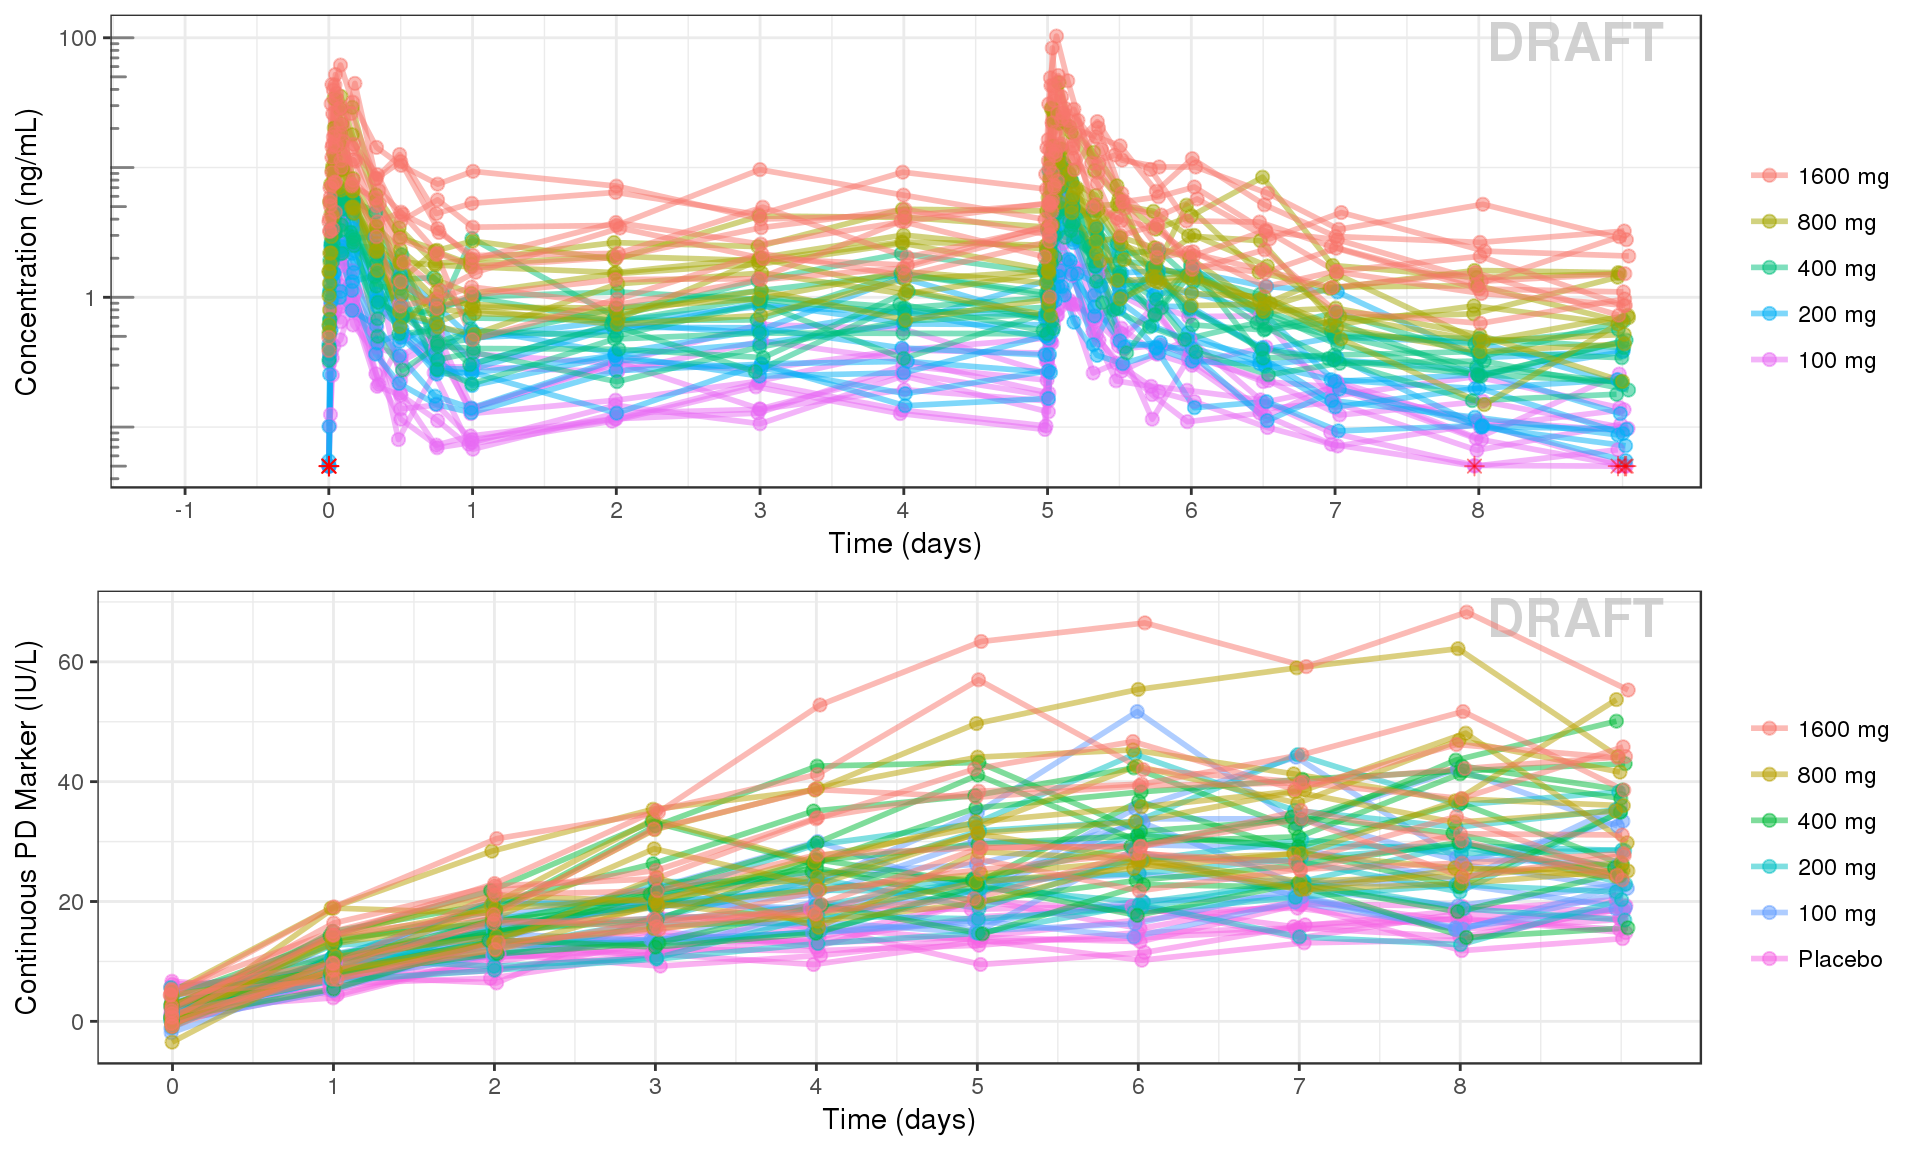 DRAFT
100
1
Concentration (ng/mL)
-1 0 1 2 3 4 5 6 7 8
Time (days)
1600 mg
800 mg
400 mg
200 mg
100 mg
DRAFT
60
40
20
0
Continuous PD Marker (IU/L)
0 1 2 3 4 5 6 7 8
Time (days)
1600 mg
800 mg
400 mg
200 mg
100 mg
Placebo